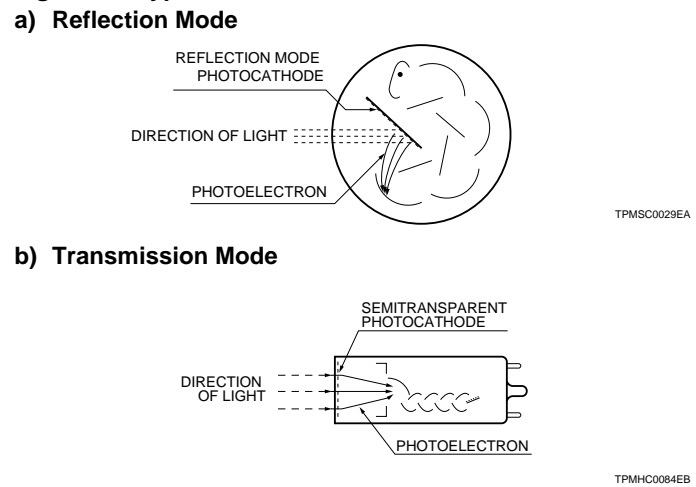 a) Reflection Mode
REFLECTION MODE
PHOTOCATHODE
DIRECTION OF LIGHT
PHOTOELECTRON
TPMSC0029EA
b) Transmission Mode
SEMITRANSPARENT
PHOTOCATHODE
DIRECTION
OF LIGHT
PHOTOELECTRON
TPMHC0084EB